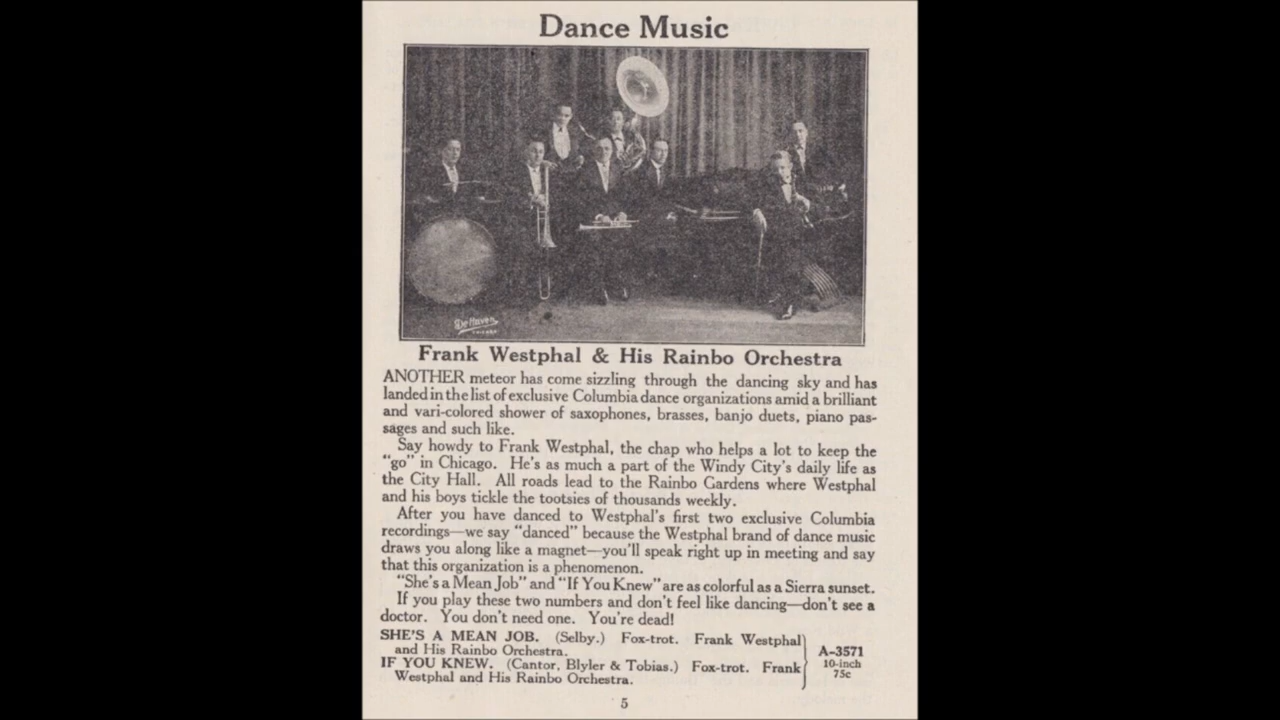 Dance Music
DeHaven
CHICAGO
Frank Westphal & His Rainbo Orchestra
ANOTHER meteor has come sizzling through the dancing sky and has
landed in the list of exclusive Columbia dance organizations amid a brilliant
and vari-colored shower of saxophones, brasses, banjo duets, piano pas-
sages and such like.
Say howdy to Frank Westphal, the chap who helps a lot to keep the
"go" in Chicago. He's as much a part of the Windy City's daily life as
the City Hall. All roads lead to the Rainbo Gardens where Westphal
and his boys tickle the tootsies of thousands weekly.
After you have danced to Westphal's first two exclusive Columbia
recordings—we say "danced" because the Westphal brand of dance music
draws you along like a magnet—you'll speak right up in meeting and say
that this organization is a phenomenon.
"She's a Mean Job" and "If You Knew" are as colorful as a Sierra sunset.
If you play these two numbers and don't feel like dancing—don't see a
doctor. You don't need one. You're dead!
SHE'S A MEAN JOB. (Selby.) Fox-trot. Frank Westphal
and His Rainbo Orchestra.
IF YOU KNEW. (Cantor, Blyler & Tobias.) Fox-trot. Frank
Westphal and His Rainbo Orchestra.
A-3571
10-inch
75c
5